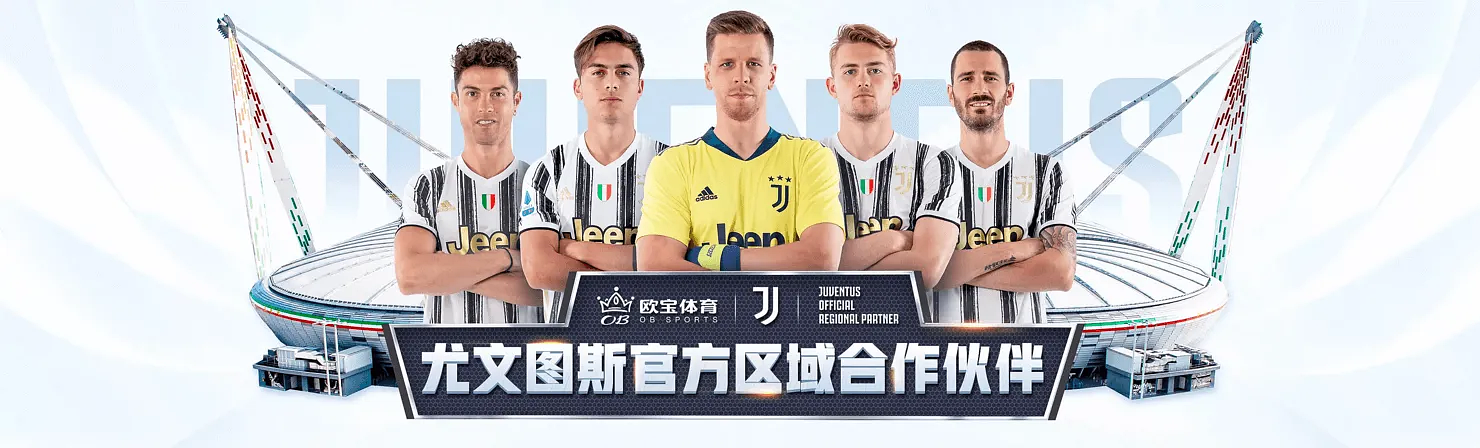 JUVENTUS
adidas
Jeep
Jeep
Jeep
Jeep
Jeep
OB
欧宝体育
OB SPORTS
JUVENTUS
OFFICIAL
REGIONAL PARTNER
尤文图斯官方区域合作伙伴